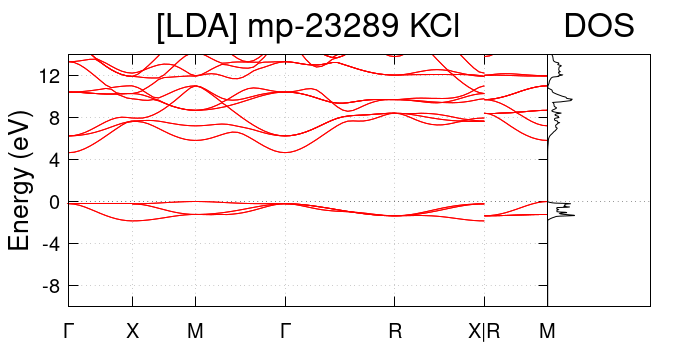 [LDA] mp-23289 KCl DOS
Energy (eV)
12
8
4
0
-4
-8
Γ X M Γ R X|R M